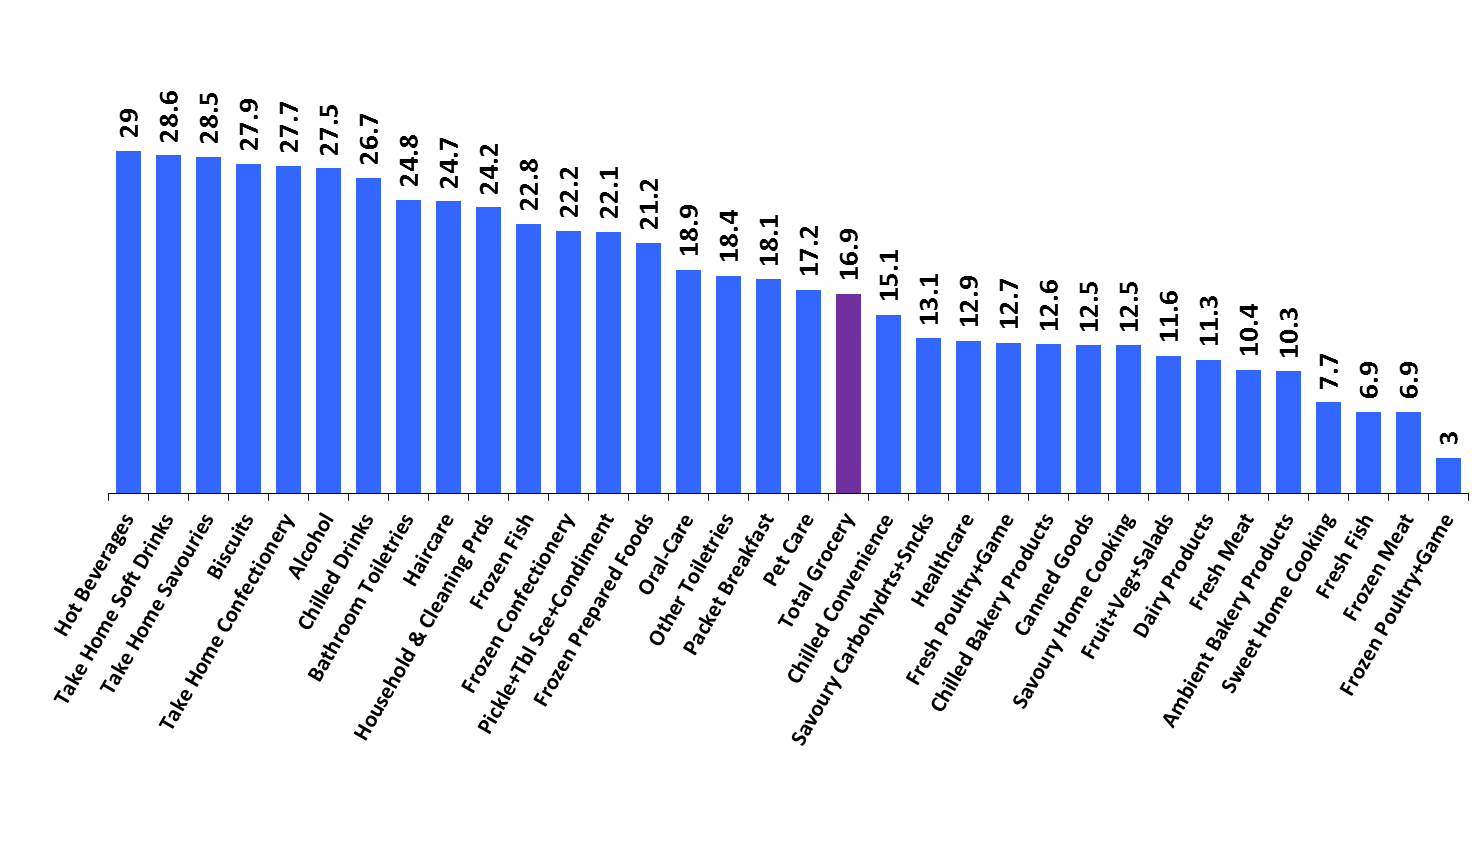 29
28.6
28.5
27.9
27.7
27.5
26.7
24.8
24.7
24.2
22.8
22.2
22.1
21.2
18.9
18.4
18.1
17.2
16.9
15.1
13.1
12.9
12.7
12.6
12.5
12.5
11.6
11.3
10.4
10.3
7.7
6.9
6.9
3
Hot Beverages
Take Home Soft Drinks
Take Home Savouries
Biscuits
Take Home Confectionery
Alcohol
Chilled Drinks
Bathroom Toiletries
Haircare
Household & Cleaning Prds
Frozen Fish
Frozen Confectionery
Pickle+Tbl Sce+Condiment
Frozen Prepared Foods
Oral-Care
Other Toiletries
Packet Breakfast
Pet Care
Total Grocery
Chilled Convenience
Savoury Carbohydrts+Sncks
Healthcare
Fresh Poultry+Game
Chilled Bakery Products
Canned Goods
Savoury Home Cooking
Fruit+Veg+Salads
Dairy Products
Fresh Meat
Ambient Bakery Products
Sweet Home Cooking
Fresh Fish
Frozen Meat
Frozen Poultry+Game